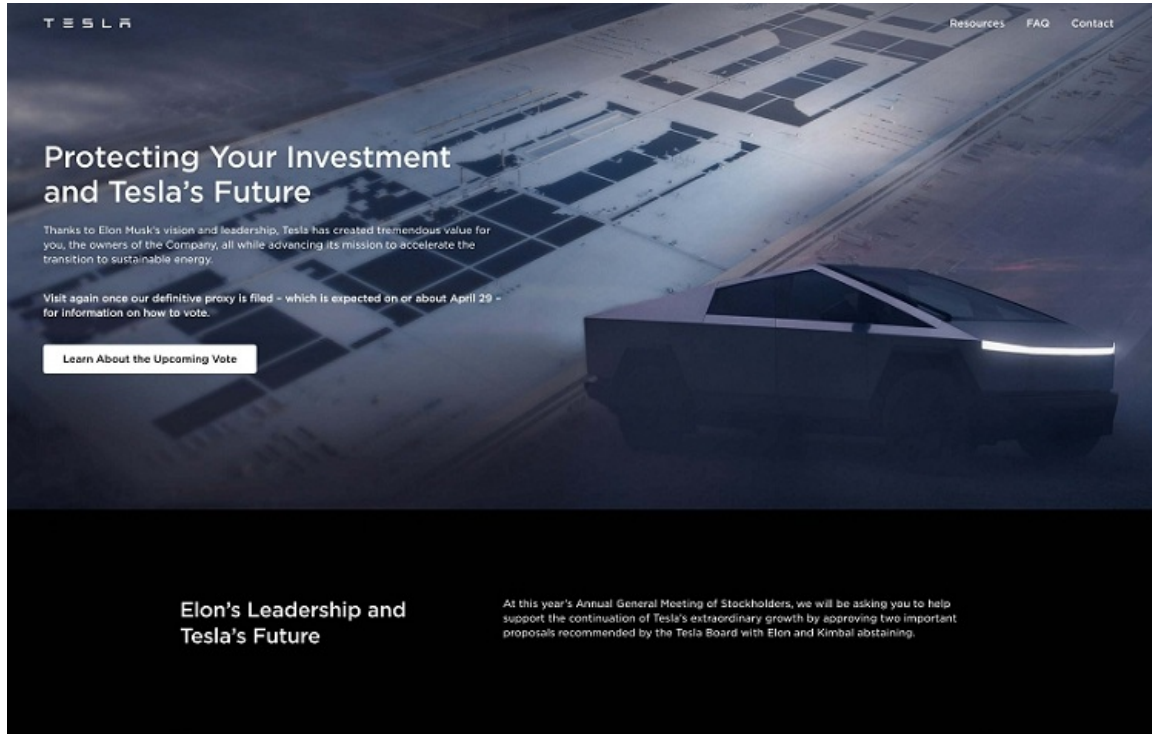 TESLA
Resources FAQ Contact
Protecting Your Investment
and Tesla's Future
Thanks to Elon Musk's vision and leadership, Tesla has created tremendous value for
you, the owners of the Company, all while advancing its mission to accelerate the
transition to sustainable energy.
Visit again once our definitive proxy is filed – which is expected on or about April 29 –
for information on how to vote.
Learn About the Upcoming Vote
Elon's Leadership and
Tesla's Future
At this year's Annual General Meeting of Stockholders, we will be asking you to help
support the continuation of Tesla's extraordinary growth by approving two important
proposals recommended by the Tesla Board with Elon and Kimbal abstaining.